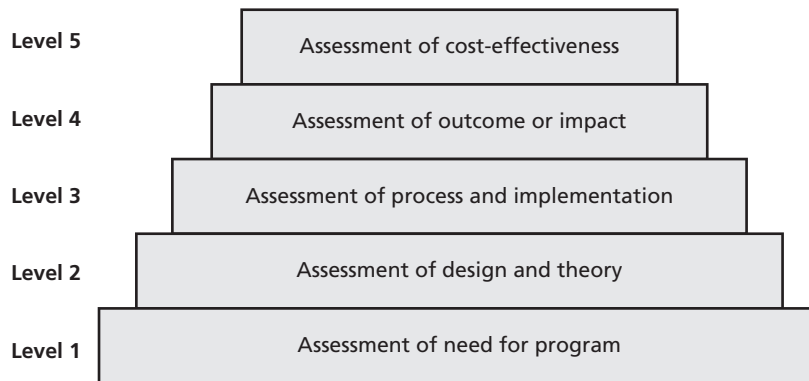 Level 5 Assessment of cost-effectiveness
Level 4 Assessment of outcome or impact
Level 3 Assessment of process and implementation
Level 2 Assessment of design and theory
Level 1 Assessment of need for program